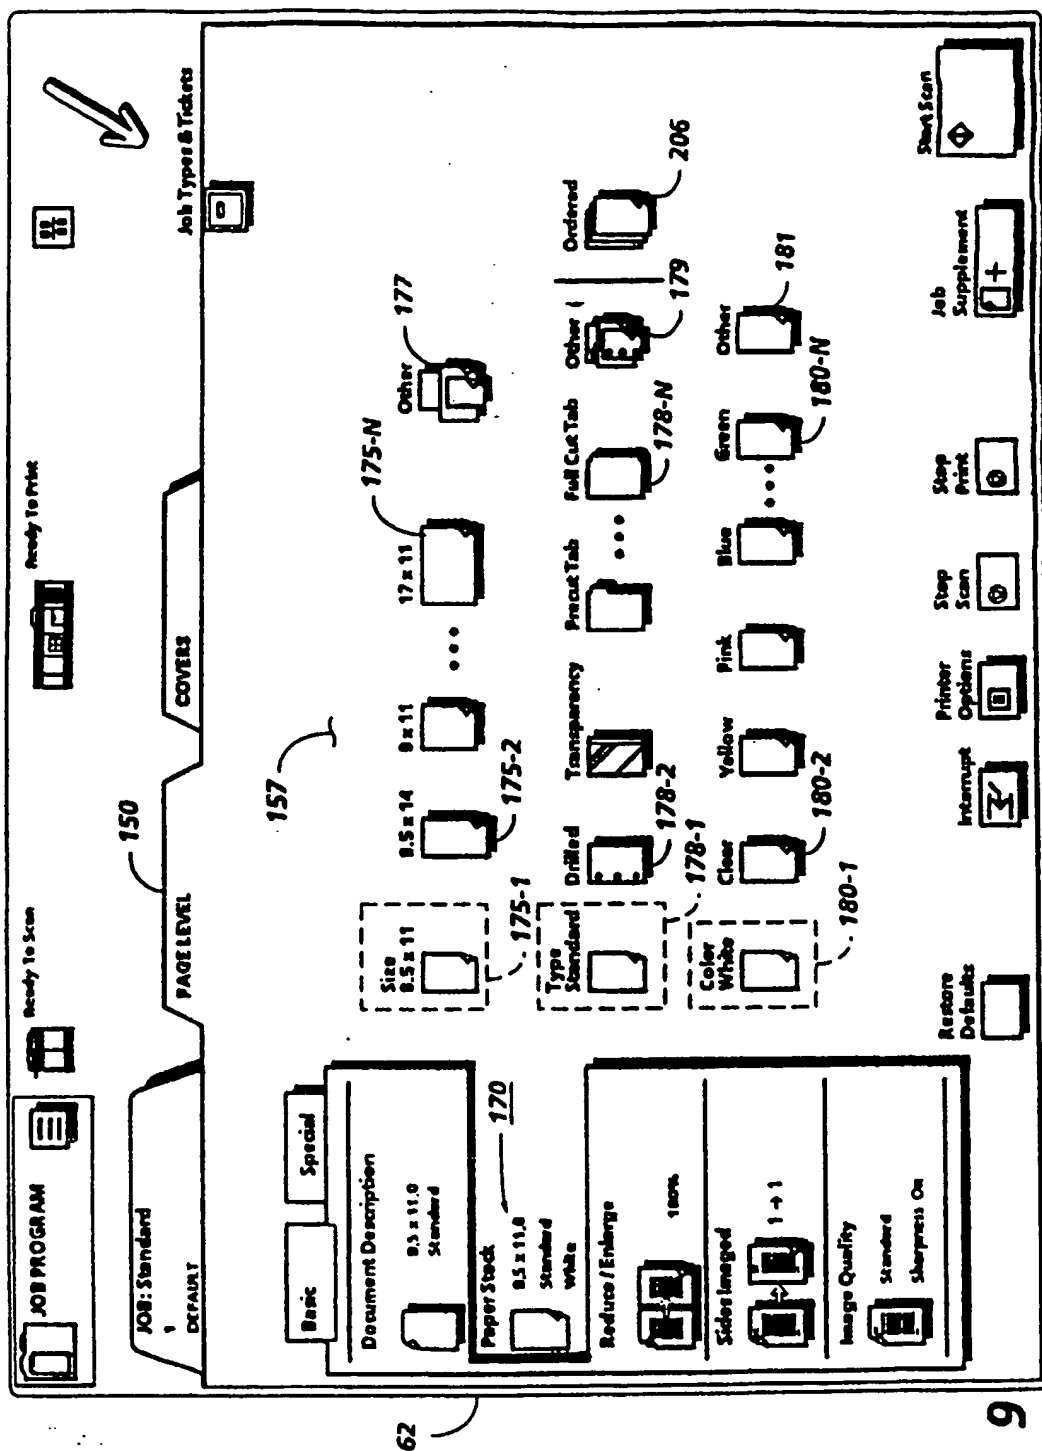 JOB PROGRAM
Ready To Scan
Ready To Print
JOB: Standard
1
DEFAULT
PAGE LEVEL
150
COVERS
Job Types & Tickets
Basic
Special
Document Description
8.5 x 11.0
Standard
Paper Stock
170
8.5 x 11.0
Standard
White
Reduce / Enlarge
100%
Sides Imaged
1 → 1
Image Quality
Standard
Sharpness On
157
Size
8.5 x 11
8.5 x 14
9 x 11
17 x 11
Other
175-1
175-2
175-N
177
Type
Standard
Drilled
Transparency
Precut Tab
Full Cut Tab
Other
Ordered
178-1
178-2
178-N
179
206
Color
White
Clear
Yellow
Pink
Blue
Green
Other
180-1
180-2
180-N
181
Restore
Defaults
Interrupt
Printer
Options
Stop
Scan
Stop
Print
Job
Supplement
Start Scan
62
9